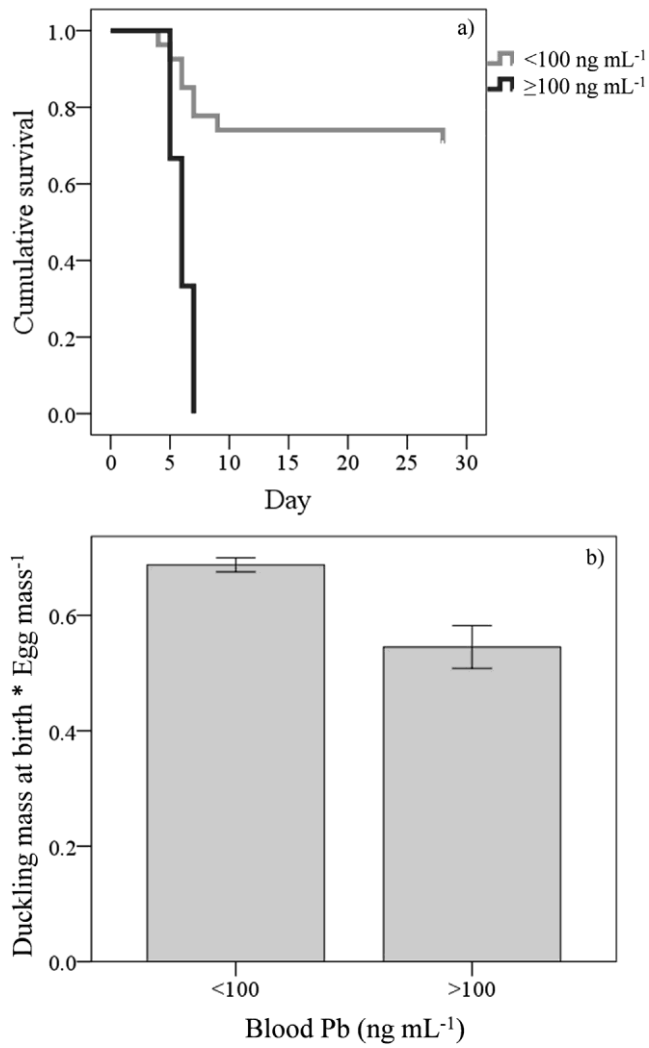 a)
<100 ng mL⁻¹
≥100 ng mL⁻¹
1.0
0.8
0.6
0.4
0.2
0.0
Cumulative survival
0 5 10 15 20 25 30
Day
b)
0.6
0.4
0.2
0.0
Duckling mass at birth * Egg mass⁻¹
<100 >100
Blood Pb (ng mL⁻¹)